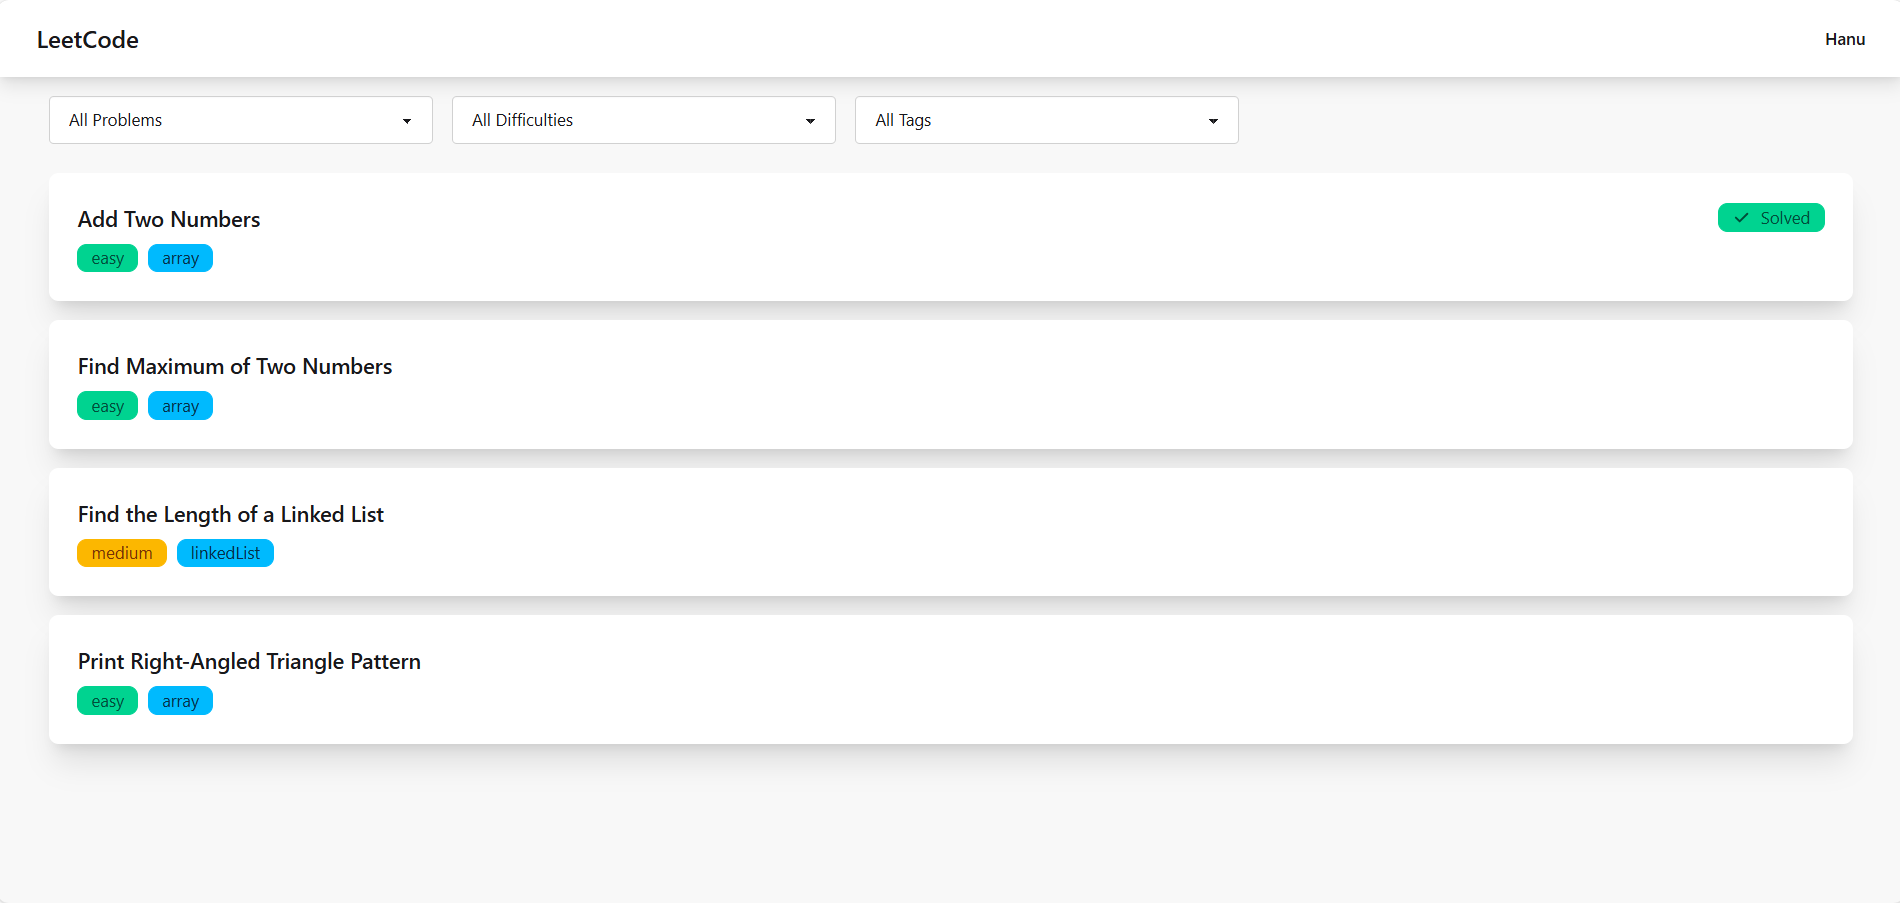 LeetCode Hanu
All Problems All Difficulties All Tags
Add Two Numbers Solved
easy array
Find Maximum of Two Numbers
easy array
Find the Length of a Linked List
medium linkedList
Print Right-Angled Triangle Pattern
easy array